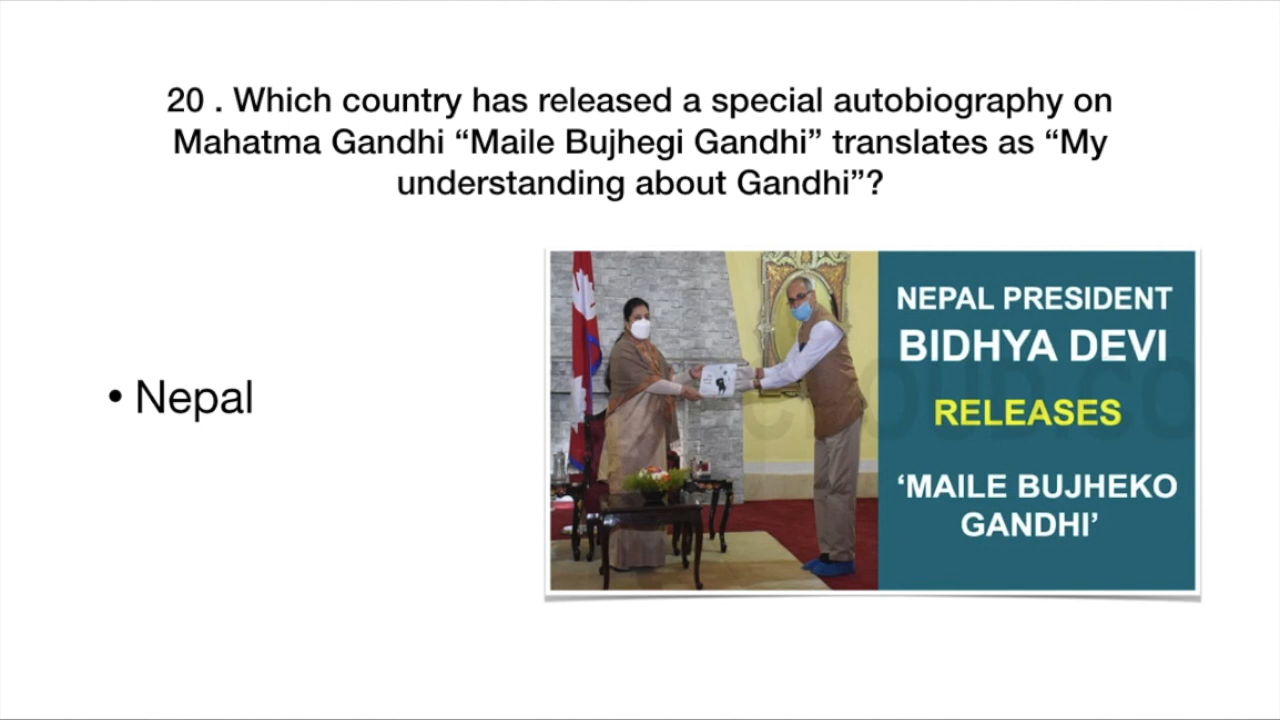 20 . Which country has released a special autobiography on
Mahatma Gandhi “Maile Bujhegi Gandhi” translates as “My
understanding about Gandhi”?
• Nepal
NEPAL PRESIDENT
BIDHYA DEVI
RELEASES
‘MAILE BUJHEKO
GANDHI’